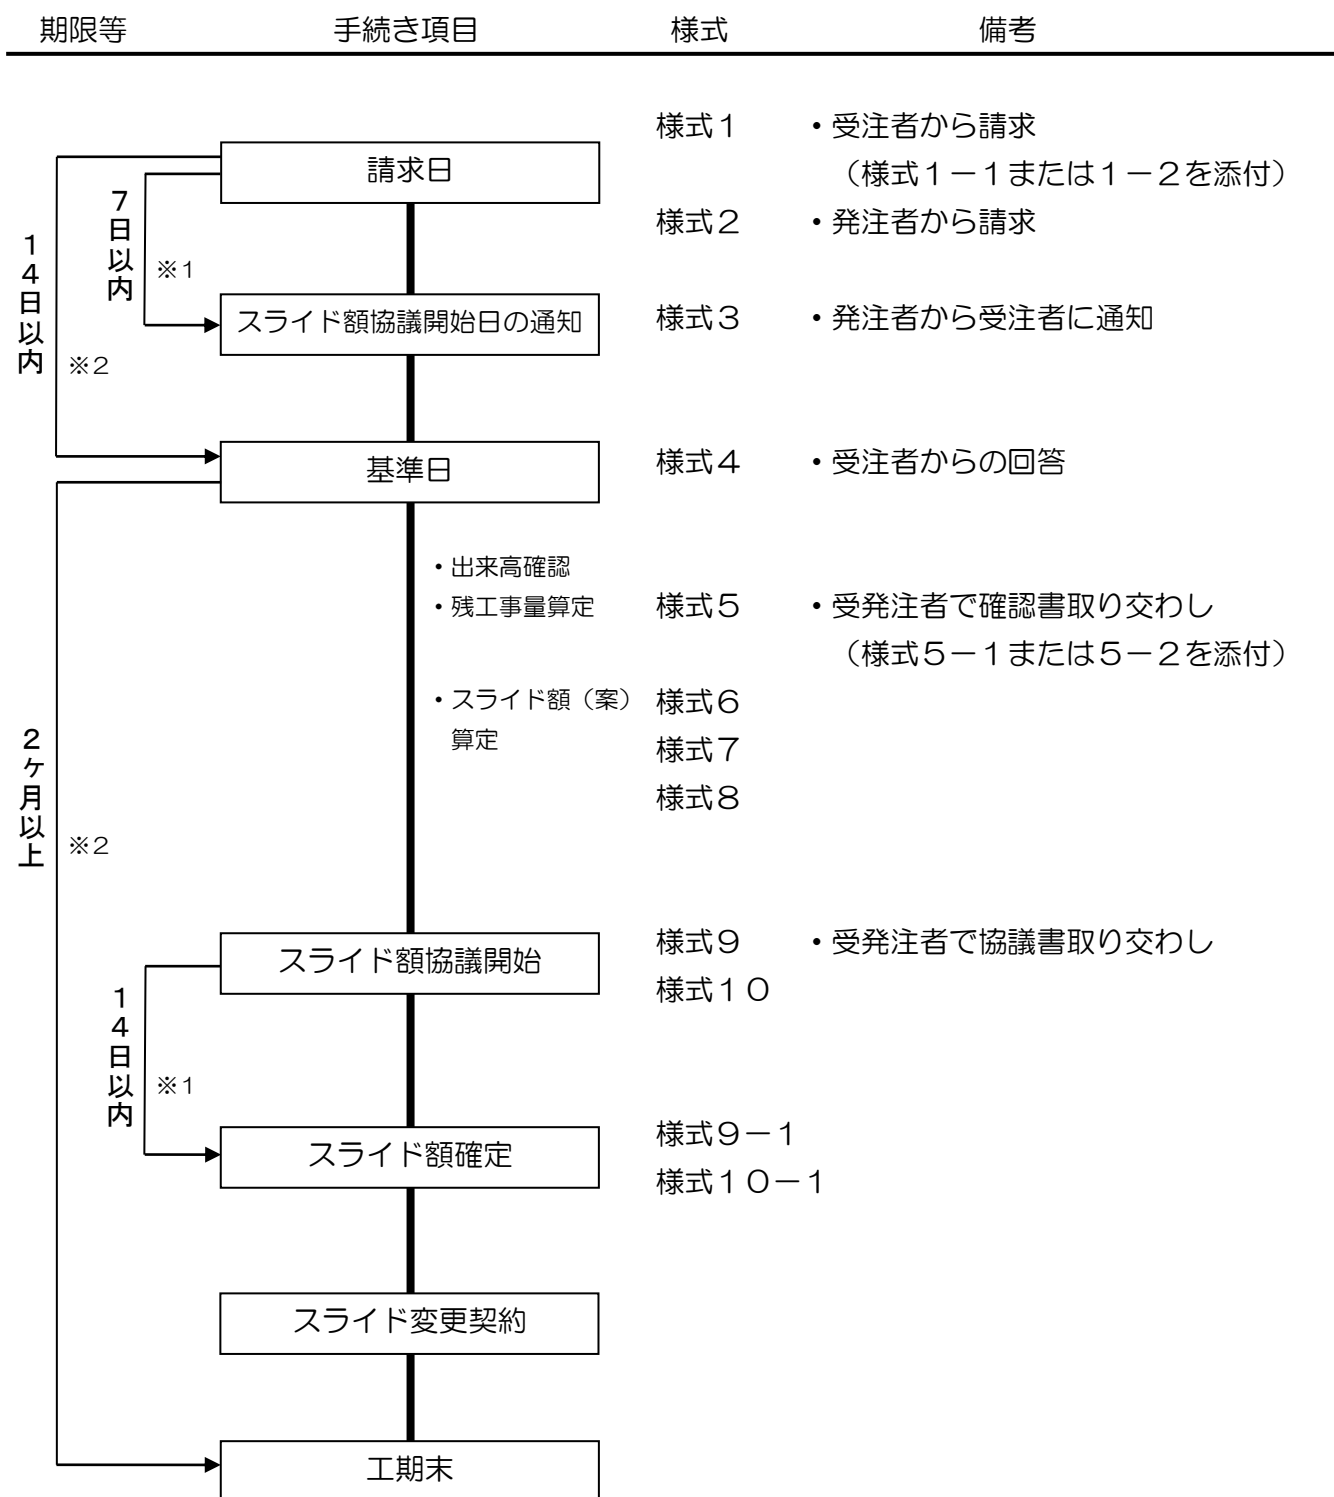 期限等 手続き項目 様式 備考
様式１ ・受注者から請求
請求日
（様式１－１または１－２を添付）
７日以内
様式２ ・発注者から請求
１４日以内
※１
スライド額協議開始日の通知
様式３ ・発注者から受注者に通知
※２
基準日
様式４ ・受注者からの回答
・出来高確認
・残工事量算定
様式５ ・受発注者で確認書取り交わし
（様式５－１または５－２を添付）
・スライド額（案）
算定
様式６
様式７
様式８
２ヶ月以上
※２
スライド額協議開始
様式９ ・受発注者で協議書取り交わし
様式１０
１４日以内
※１
スライド額確定
様式９－１
様式１０－１
スライド変更契約
工期末